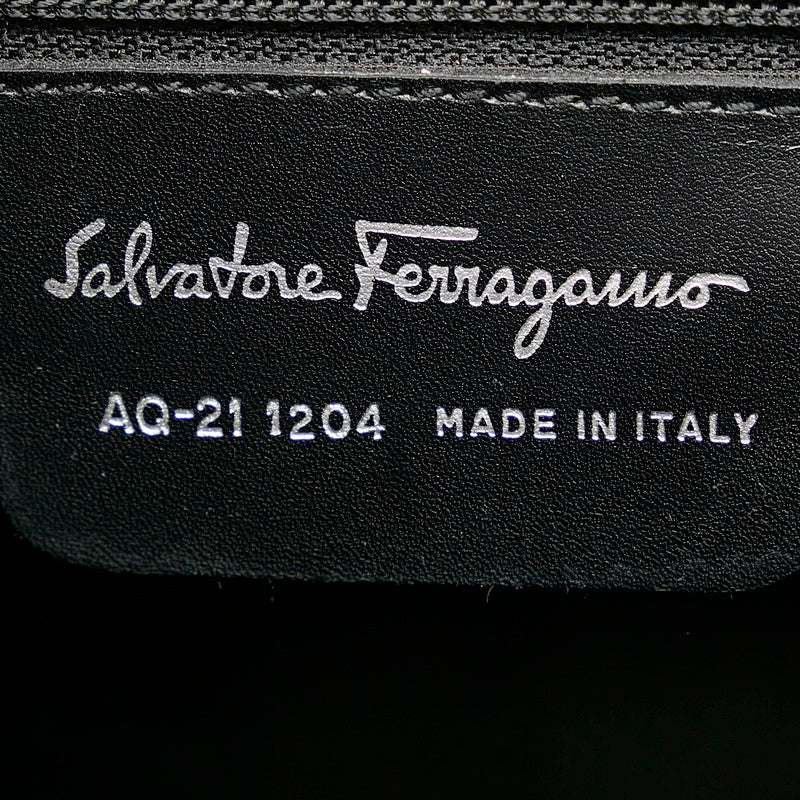 Salvatore Ferragamo
AQ-21 1204 MADE IN ITALY